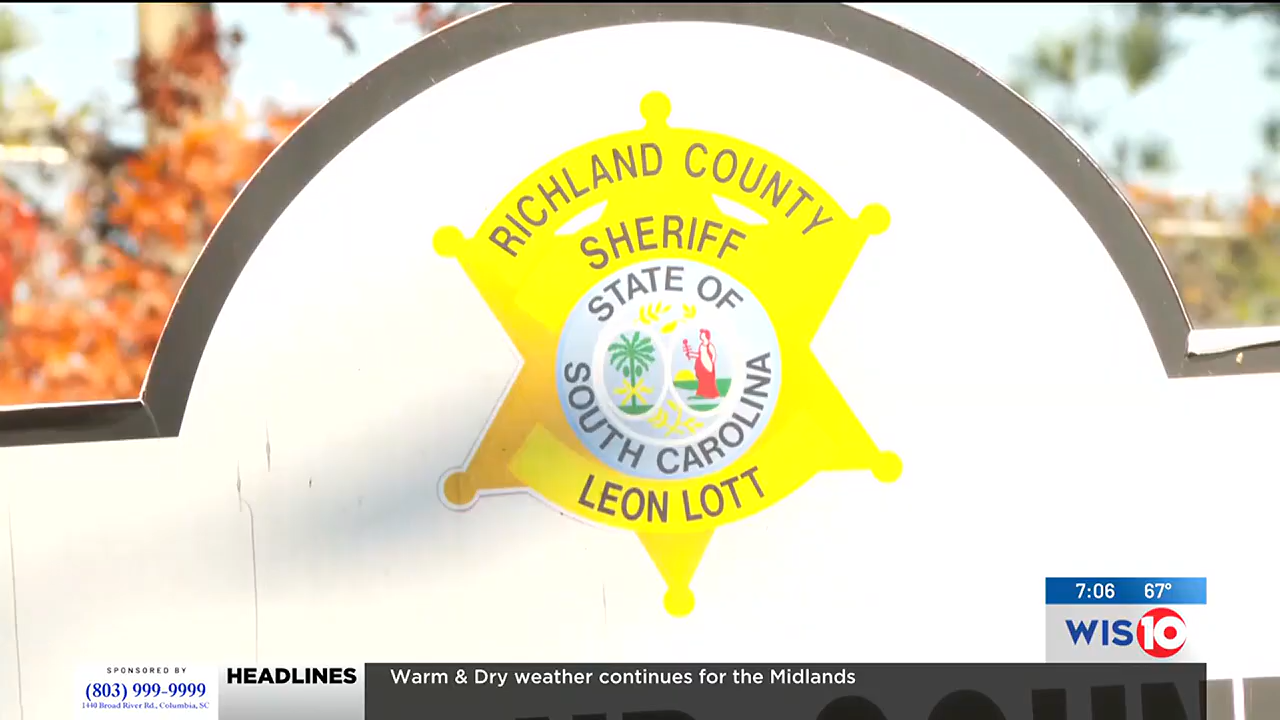 RICHLAND COUNTY
SHERIFF
STATE OF
SOUTH CAROLINA
LEON LOTT
7:06 67°
WIS10
SPONSORED BY
(803) 999-9999
1440 Broad River Rd., Columbia, SC
HEADLINES
Warm & Dry weather continues for the Midlands